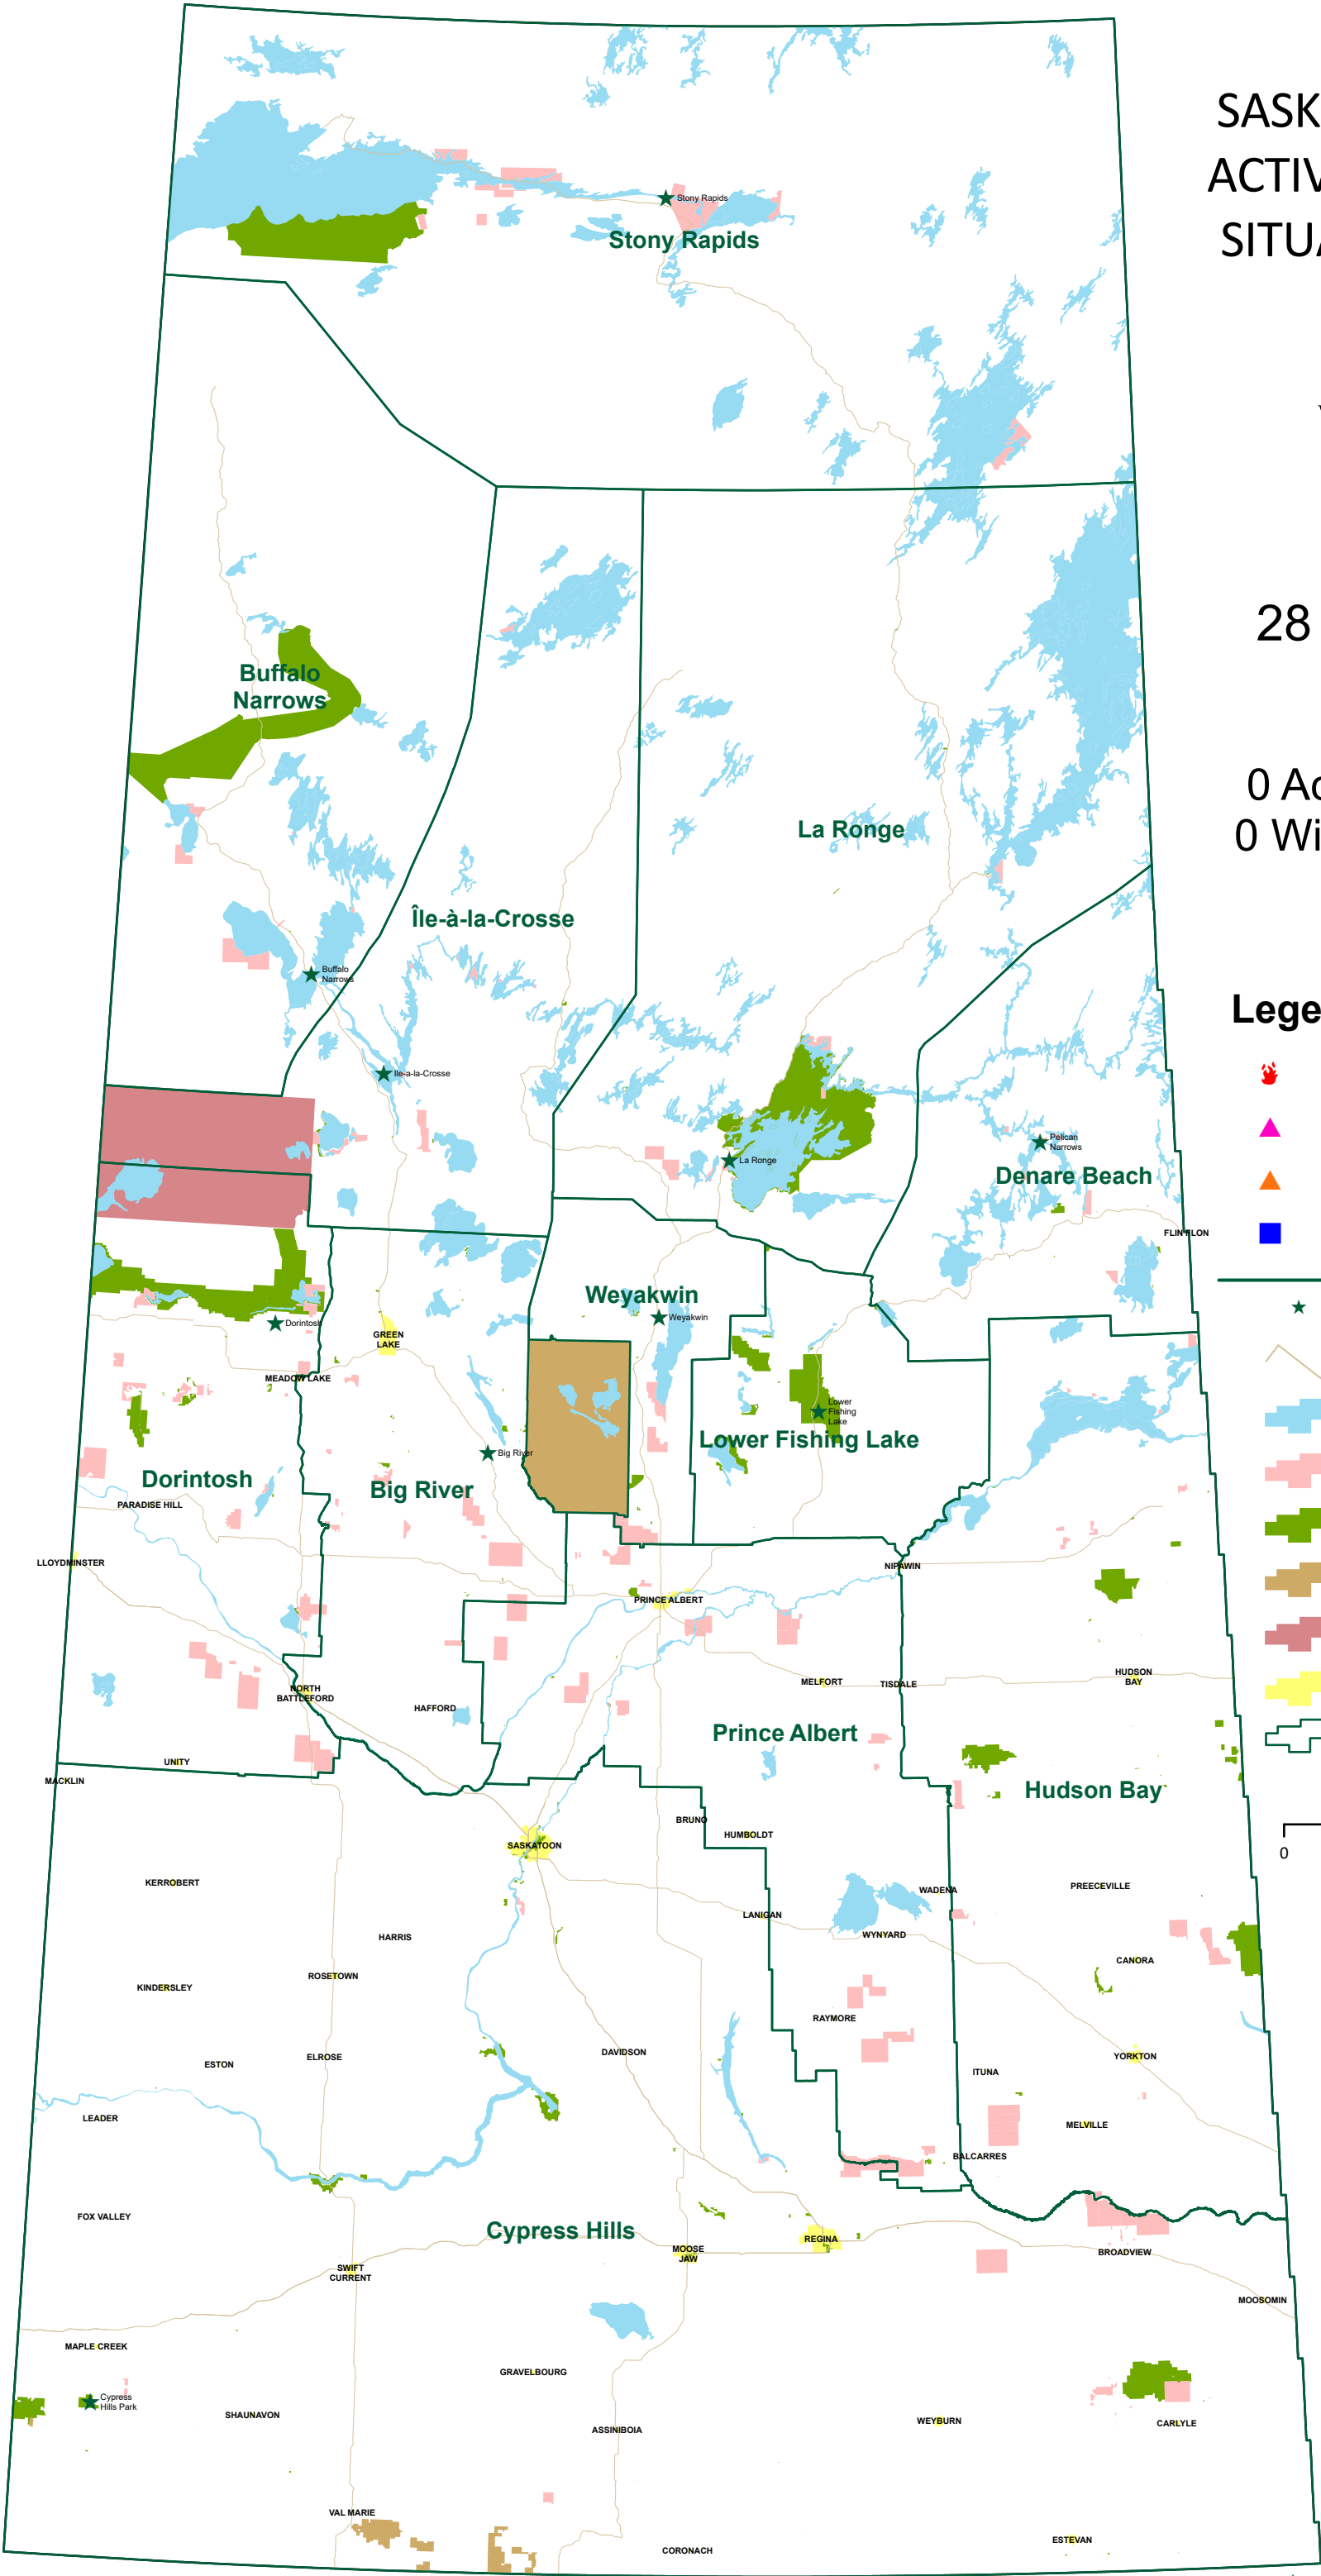 SASK
ACTIV
SITUA
Stony Rapids
Stony Rapids
28
Buffalo
Narrows
0 Ac
0 Wi
La Ronge
Île-à-la-Crosse
Buffalo
Narrows
Lege
Ile-a-la-Crosse
Pelican
Narrows
La Ronge
Denare Beach
FLIN FLON
Weyakwin
Weyakwin
Dorintosh
GREEN
LAKE
MEADOW LAKE
Lower
Fishing
Lake
Lower Fishing Lake
Big River
Dorintosh
Big River
PARADISE HILL
LLOYDMINSTER
NIPAWIN
PRINCE ALBERT
HUDSON
BAY
MELFORT
TISDALE
NORTH
BATTLEFORD
HAFFORD
Prince Albert
UNITY
MACKLIN
Hudson Bay
BRUNO
HUMBOLDT
SASKATOON
0
KERROBERT
PREECEVILLE
WADENA
LANIGAN
HARRIS
WYNYARD
CANORA
ROSETOWN
KINDERSLEY
RAYMORE
DAVIDSON
ELROSE
YORKTON
ESTON
ITUNA
LEADER
MELVILLE
BALCARRES
FOX VALLEY
Cypress Hills
REGINA
MOOSE
JAW
BROADVIEW
SWIFT
CURRENT
MOOSOMIN
MAPLE CREEK
GRAVELBOURG
Cypress
Hills Park
SHAUNAVON
WEYBURN
CARLYLE
ASSINIBOIA
VAL MARIE
ESTEVAN
CORONACH